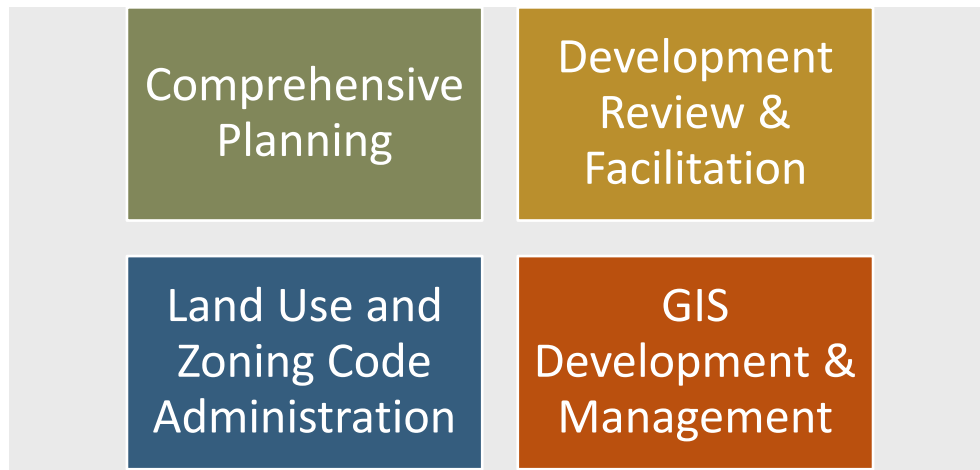 Comprehensive
Planning
Development
Review &
Facilitation
Land Use and
Zoning Code
Administration
GIS
Development &
Management